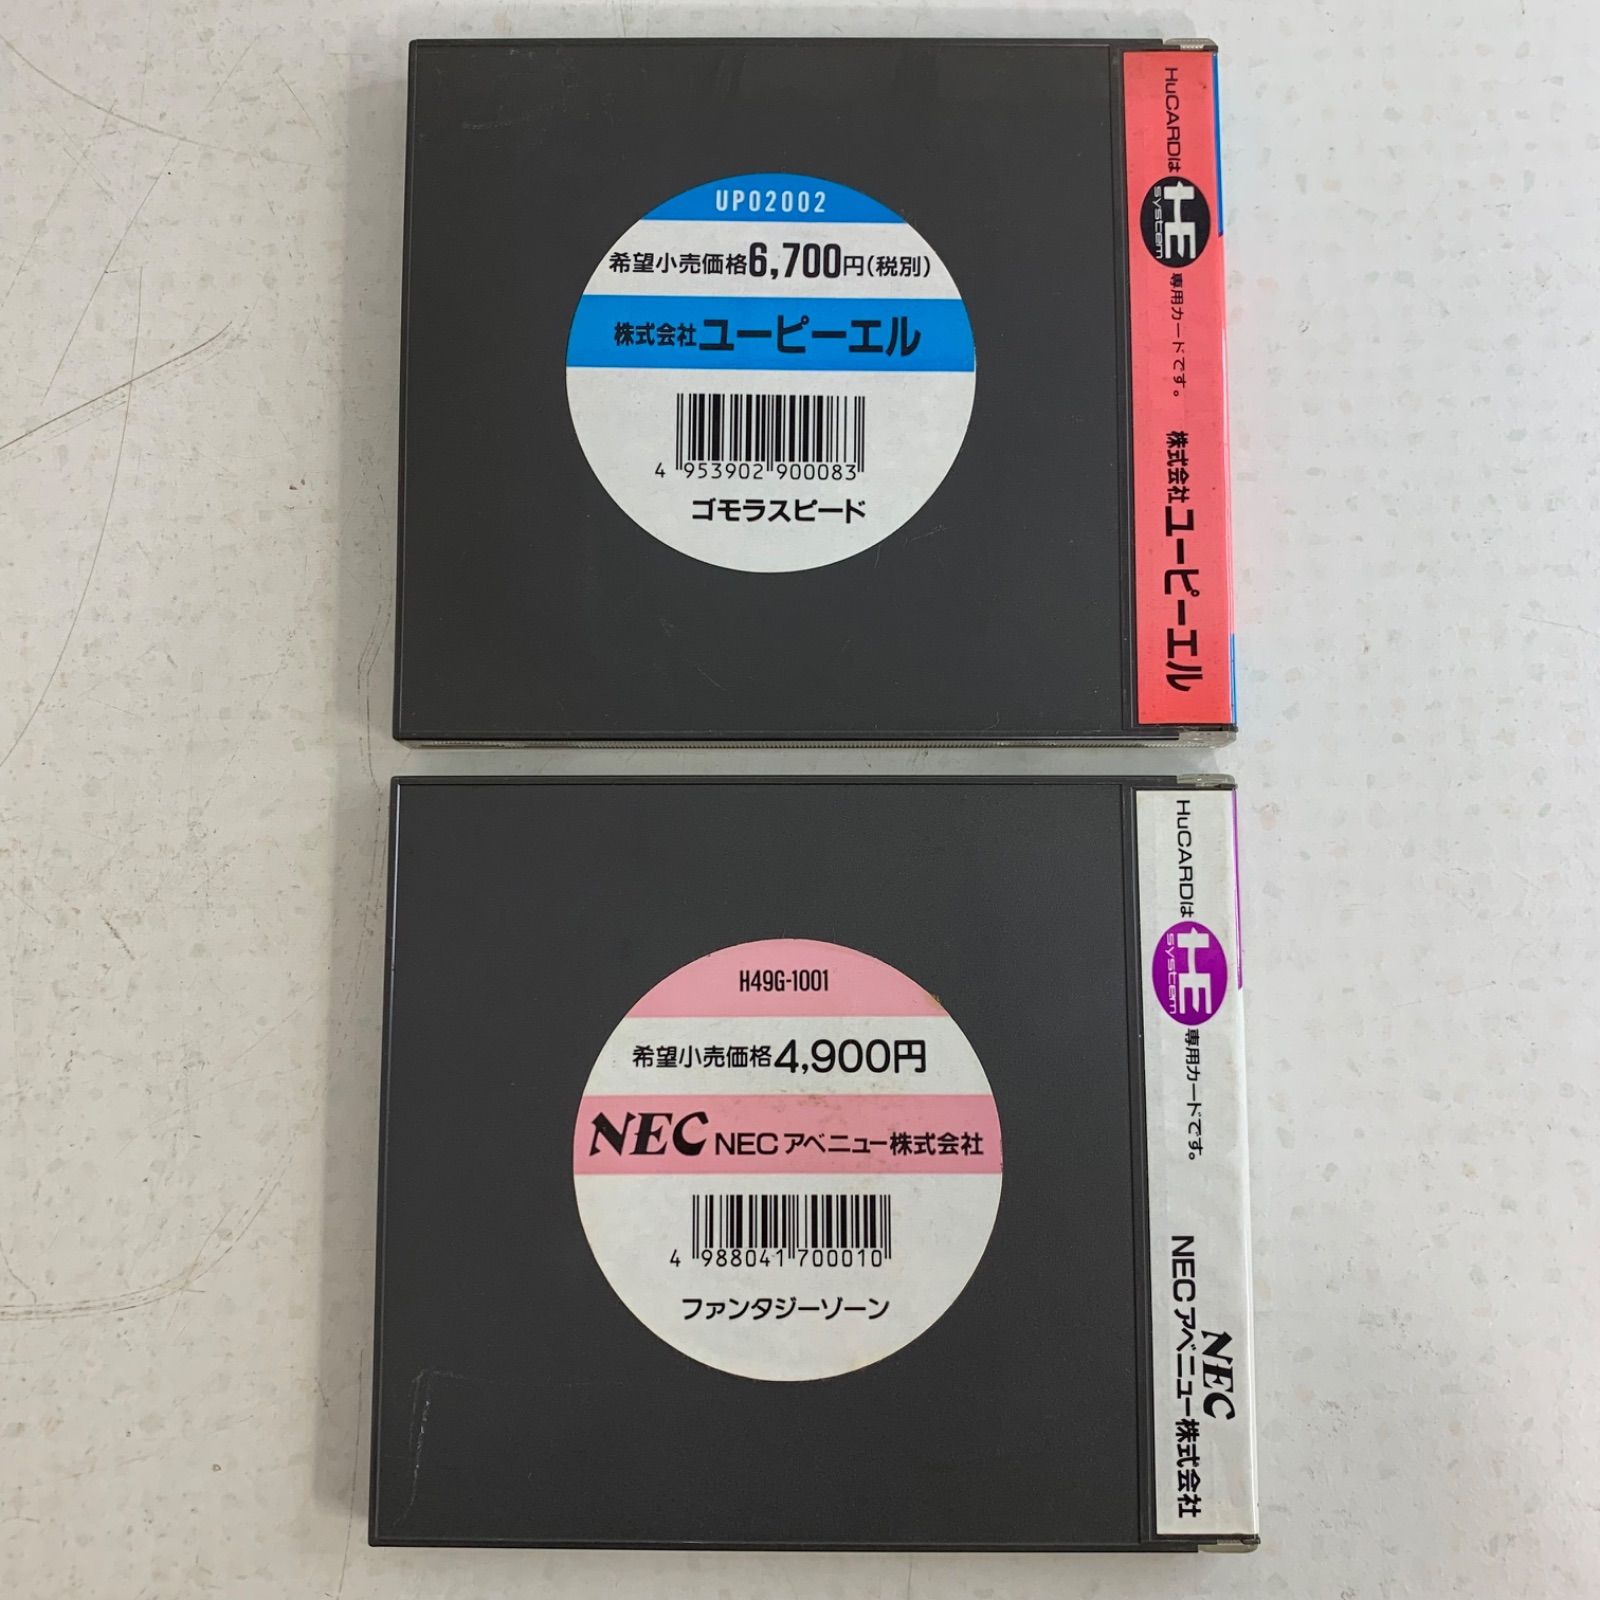 UP02002
希望小売価格6,700円(税別)
株式会社ユーピーエル
4 953902 900083
ゴモラスピード
HuCARDは HE system 専用カードです。 株式会社ユーピーエル
H49G-1001
希望小売価格4,900円
NEC NECアベニュー株式会社
4 988041 700010
ファンタジーゾーン
HuCARDは HE system 専用カードです。 NEC NECアベニュー株式会社